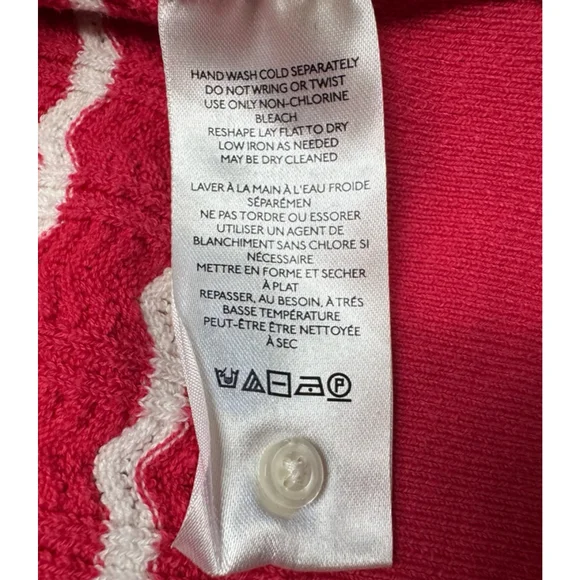 HAND WASH COLD SEPARATELY
DO NOT WRING OR TWIST
USE ONLY NON-CHLORINE
BLEACH
RESHAPE LAY FLAT TO DRY
LOW IRON AS NEEDED
MAY BE DRY CLEANED
LAVER À LA MAIN À L'EAU FROIDE
SÉPARÉMEN
NE PAS TORDRE OU ESSORER
UTILISER UN AGENT DE
BLANCHIMENT SANS CHLORE SI
NÉCESSAIRE
METTRE EN FORME ET SECHER
À PLAT
REPASSER, AU BESOIN, À TRÉS
BASSE TEMPÉRATURE
PEUT-ÊTRE ÊTRE NETTOYÉE
À SEC
P